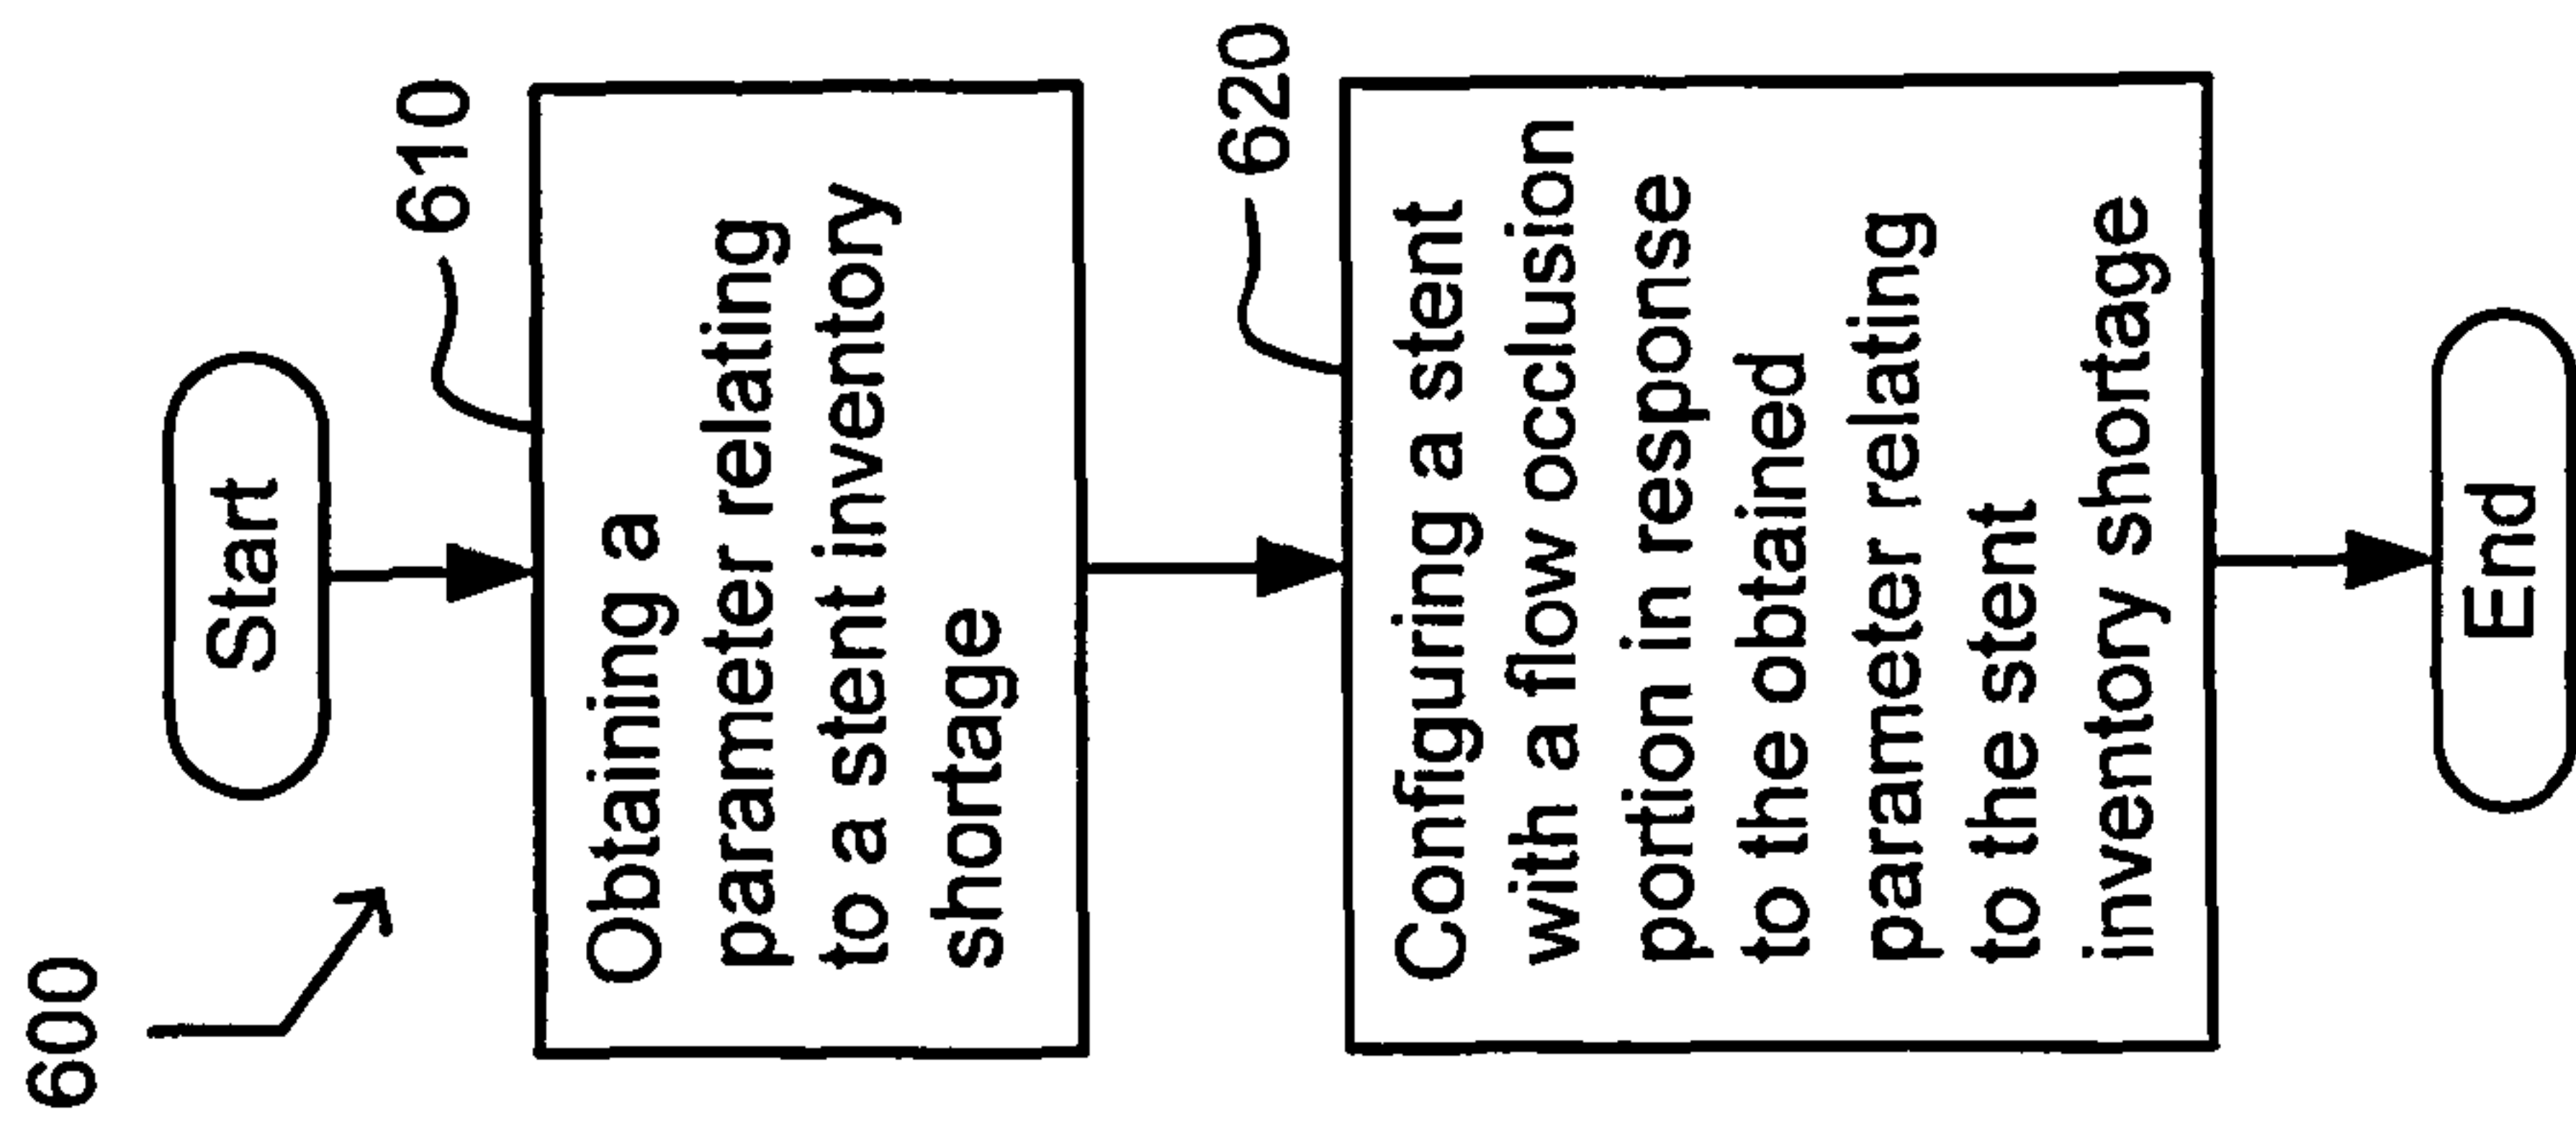 600
Start
610
Obtaining a
parameter relating
to a stent inventory
shortage
620
Configuring a stent
with a flow occlusion
portion in response
to the obtained
parameter relating
to the stent
inventory shortage
End